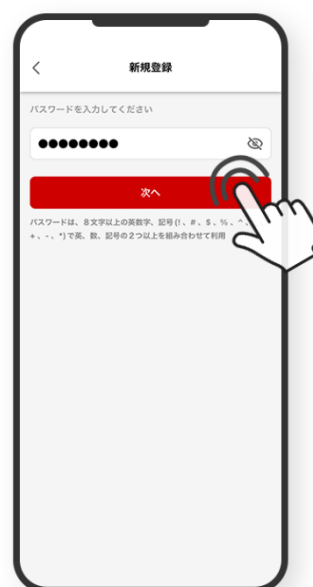 新規登録
パスワードを入力してください
●●●●●●●●
次へ
パスワードは、8文字以上の英数字、記号(!、#、$、%、^、
+、-、*)で英、数、記号の2つ以上を組み合わせて利用